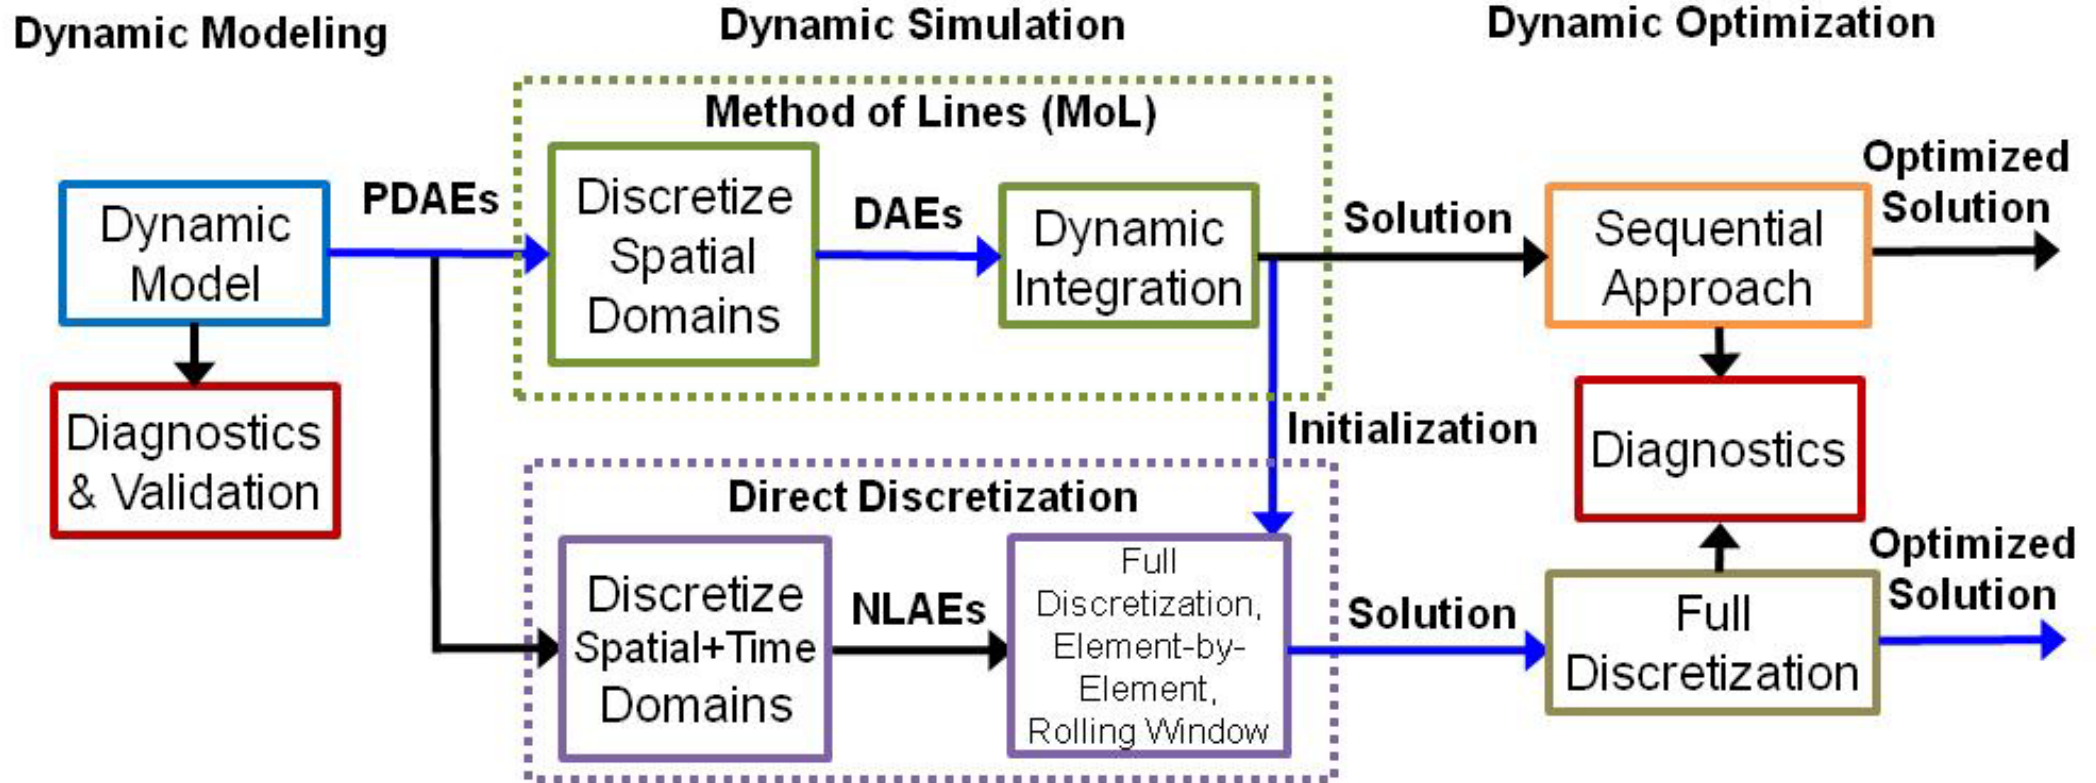 Dynamic Modeling
Dynamic Simulation
Dynamic Optimization
Method of Lines (MoL)
Dynamic
Model
PDAEs
Discretize
Spatial
Domains
DAEs
Dynamic
Integration
Solution
Sequential
Approach
Optimized
Solution
Diagnostics
& Validation
Initialization
Diagnostics
Direct Discretization
Discretize
Spatial+Time
Domains
NLAEs
Full
Discretization,
Element-by-
Element,
Rolling Window
Solution
Full
Discretization
Optimized
Solution